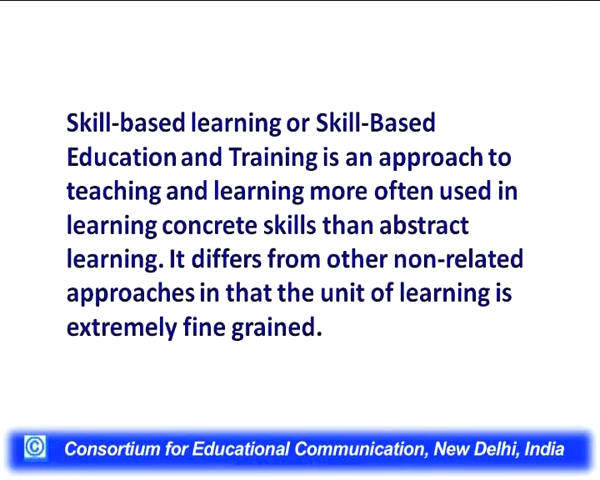 Skill-based learning or Skill-Based
Education and Training is an approach to
teaching and learning more often used in
learning concrete skills than abstract
learning. It differs from other non-related
approaches in that the unit of learning is
extremely fine grained.
© Consortium for Educational Communication, New Delhi, India